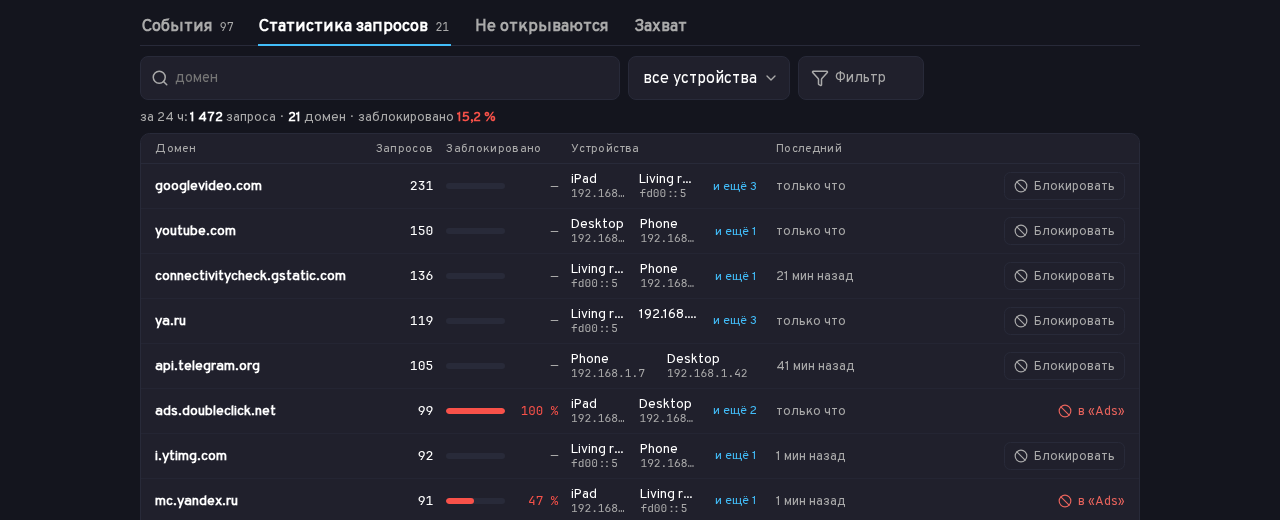 События 97 Статистика запросов 21 Не открываются Захват
домен все устройства Фильтр
за 24 ч: 1 472 запроса · 21 домен · заблокировано 15,2 %
Домен Запросов Заблокировано Устройства Последний
googlevideo.com 231 — iPad Living r… и ещё 3 только что Блокировать
192.168… fd00::5
youtube.com 150 — Desktop Phone и ещё 1 только что Блокировать
192.168… 192.168…
connectivitycheck.gstatic.com 136 — Living r… Phone и ещё 1 21 мин назад Блокировать
fd00::5 192.168…
ya.ru 119 — Living r… 192.168.… и ещё 3 только что Блокировать
fd00::5
api.telegram.org 105 — Phone Desktop 41 мин назад Блокировать
192.168.1.7 192.168.1.42
ads.doubleclick.net 99 100 % iPad Desktop и ещё 2 только что в «Ads»
192.168… 192.168…
i.ytimg.com 92 — Living r… Phone и ещё 1 1 мин назад Блокировать
fd00::5 192.168…
mc.yandex.ru 91 47 % iPad Living r… и ещё 1 1 мин назад в «Ads»
192.168… fd00::5